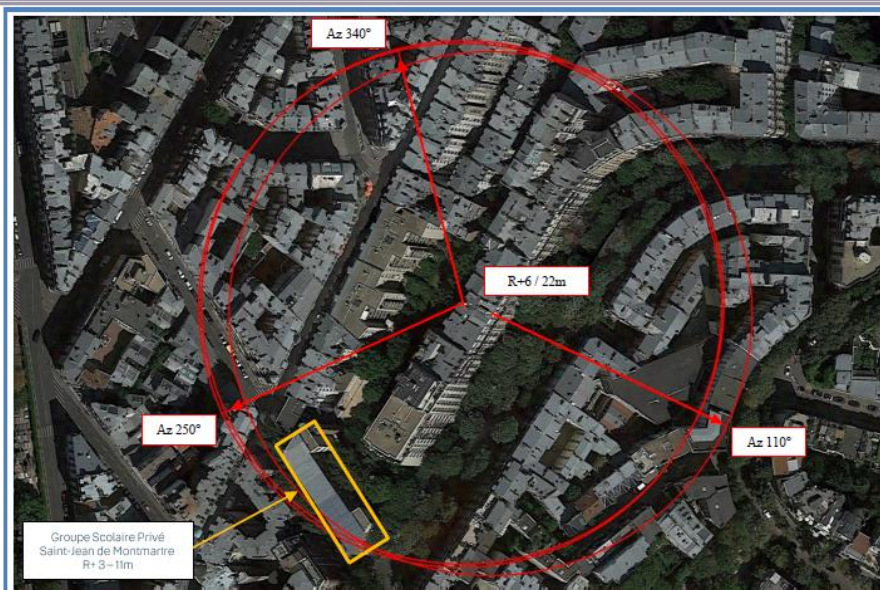 Az 340°
R+6 / 22m
Az 250°
Az 110°
Groupe Scolaire Privé
Saint-Jean de Montmartre
R+ 3 – 11m